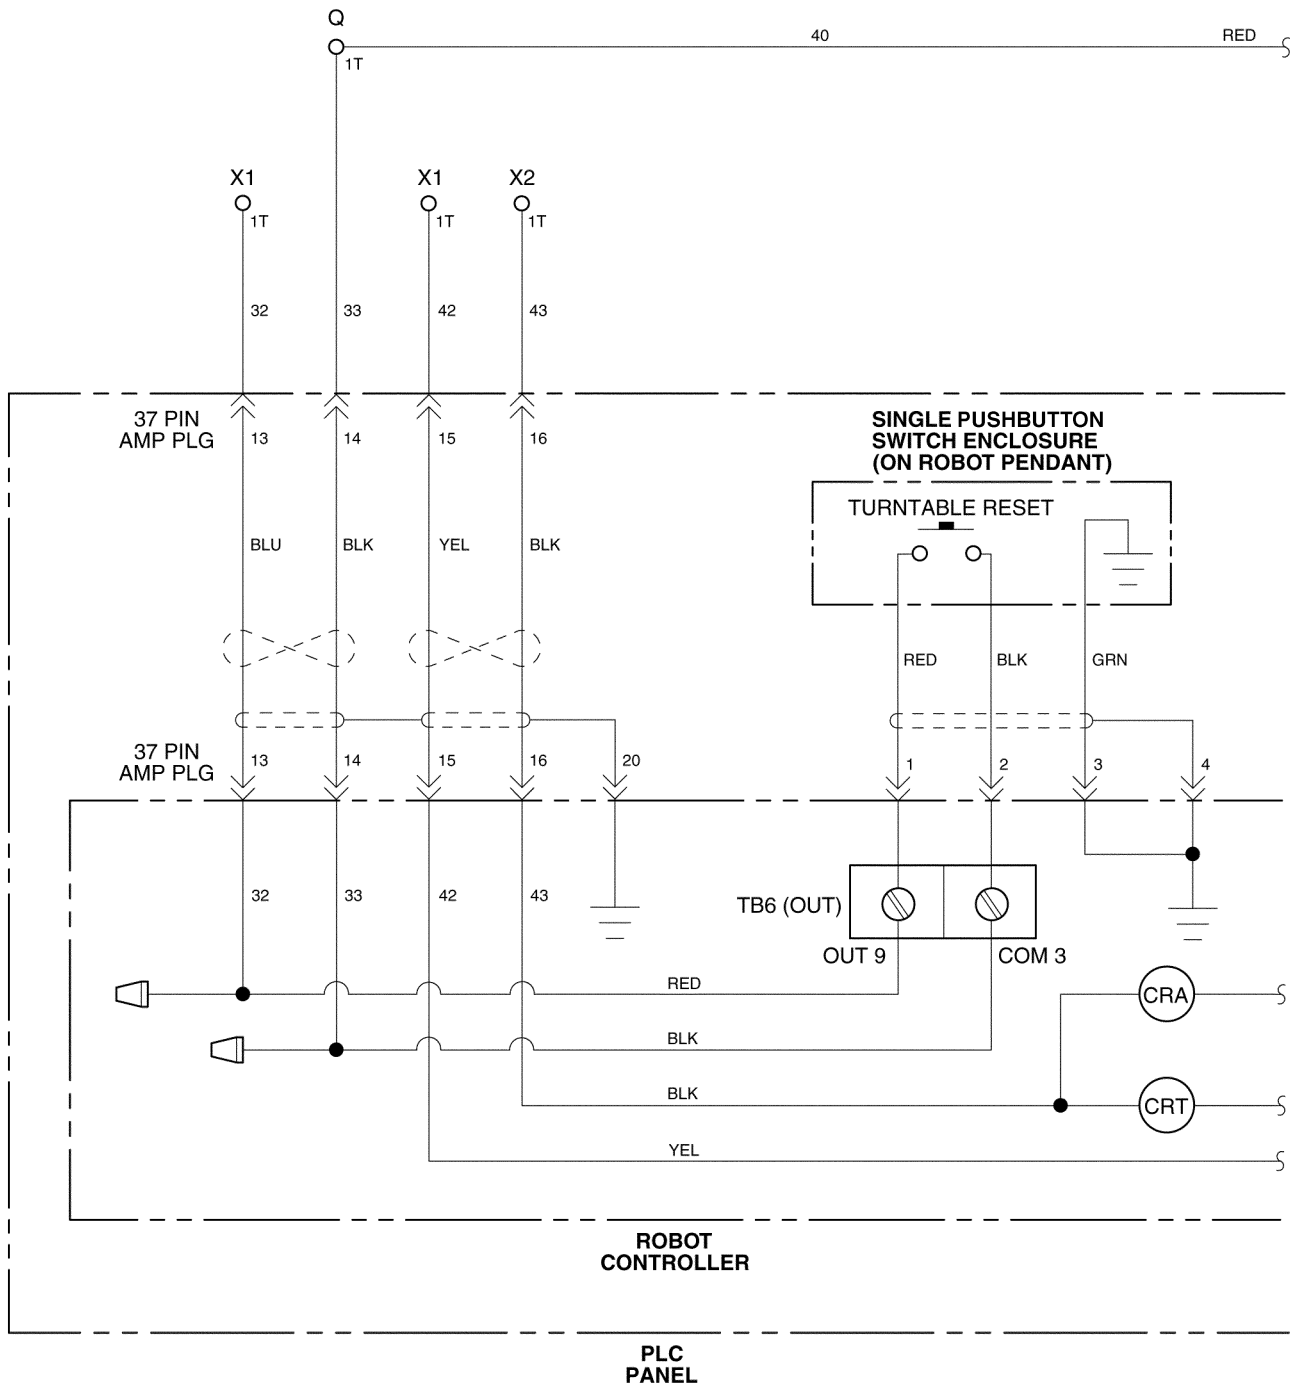 Q
40 RED
1T
X1 X1 X2
1T 1T 1T
32 33 42 43
37 PIN
AMP PLG
13 14 15 16
SINGLE PUSHBUTTON
SWITCH ENCLOSURE
(ON ROBOT PENDANT)
TURNTABLE RESET
BLU BLK YEL BLK
RED BLK GRN
37 PIN
AMP PLG
13 14 15 16 20 1 2 3 4
32 33 42 43
TB6 (OUT)
OUT 9 COM 3
RED
CRA
BLK
BLK
CRT
YEL
ROBOT
CONTROLLER
PLC
PANEL